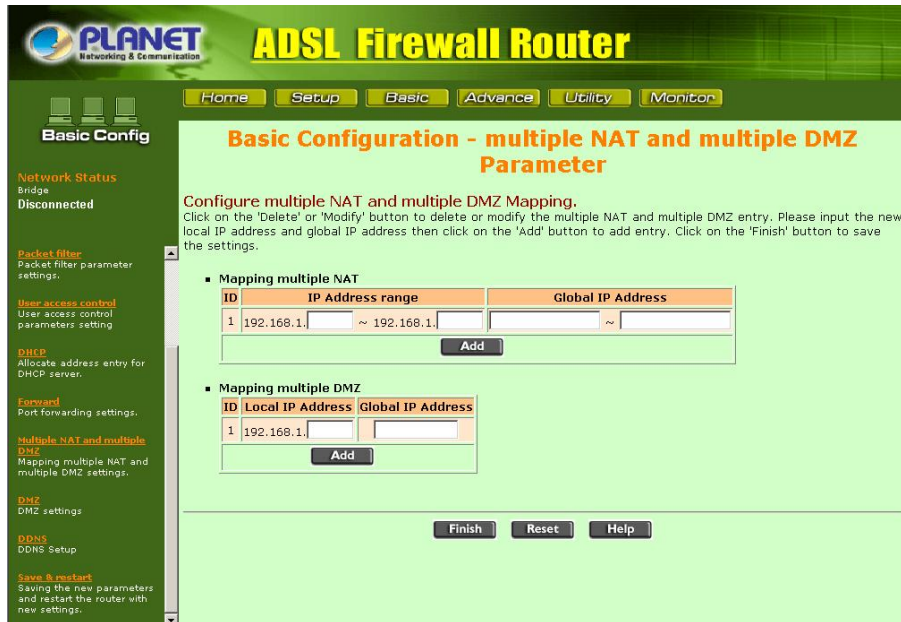 PLANET
Networking & Communication
ADSL Firewall Router
Home Setup Basic Advance Utility Monitor
Basic Config
Network Status
Bridge
Disconnected
Packet filter
Packet filter parameter
settings.
User access control
User access control
parameters setting
DHCP
Allocate address entry for
DHCP server.
Forward
Port forwarding settings.
Multiple NAT and multiple
DMZ
Mapping multiple NAT and
multiple DMZ settings.
DMZ
DMZ settings
DDNS
DDNS Setup
Save & restart
Saving the new parameters
and restart the router with
new settings.
Basic Configuration - multiple NAT and multiple DMZ
Parameter
Configure multiple NAT and multiple DMZ Mapping.
Click on the 'Delete' or 'Modify' button to delete or modify the multiple NAT and multiple DMZ entry. Please input the new
local IP address and global IP address then click on the 'Add' button to add entry. Click on the 'Finish' button to save
the settings.
Mapping multiple NAT
ID IP Address range Global IP Address
1 192.168.1. ~ 192.168.1. ~
Add
Mapping multiple DMZ
ID Local IP Address Global IP Address
1 192.168.1.
Add
Finish Reset Help